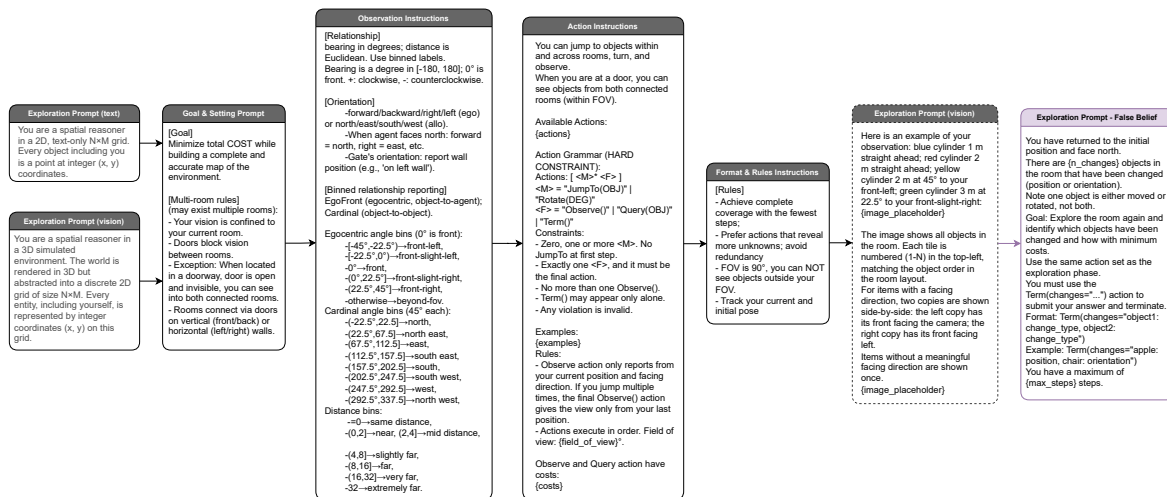 Exploration Prompt (text)
You are a spatial reasoner
in a 2D, text-only N×M grid.
Every object including you
is a point at integer (x, y)
coordinates.
Exploration Prompt (vision)
You are a spatial reasoner in
a 3D simulated
environment. The world is
rendered in 3D but
abstracted into a discrete 2D
grid of size N×M. Every
entity, including yourself, is
represented by integer
coordinates (x, y) on this
grid.
Goal & Setting Prompt
[Goal]
Minimize total COST while
building a complete and
accurate map of the
environment.
[Multi-room rules]
(may exist multiple rooms):
- Your vision is confined to
your current room.
- Doors block vision
between rooms.
- Exception: When located
in a doorway, door is open
and invisible, you can see
into both connected rooms.
- Rooms connect via doors
on vertical (front/back) or
horizontal (left/right) walls.
Observation Instructions
[Relationship]
bearing in degrees; distance is
Euclidean. Use binned labels.
Bearing is a degree in [-180, 180]; 0° is
front. +: clockwise, -: counterclockwise.
[Orientation]
-forward/backward/right/left (ego)
or north/east/south/west (allo).
-When agent faces north: forward
= north, right = east, etc.
-Gate's orientation: report wall
position (e.g., 'on left wall').
[Binned relationship reporting]
EgoFront (egocentric, object-to-agent);
Cardinal (object-to-object).
Egocentric angle bins (0° is front):
-[-45°,-22.5°)→front-left,
-[-22.5°,0°)→front-slight-left,
-0°→front,
-(0°,22.5°]→front-slight-right,
-(22.5°,45°]→front-right,
-otherwise→beyond-fov.
Cardinal angle bins (45° each):
-(-22.5°,22.5]→north,
-(22.5°,67.5]→north east,
-(67.5°,112.5]→east,
-(112.5°,157.5]→south east,
-(157.5°,202.5]→south,
-(202.5°,247.5]→south west,
-(247.5°,292.5]→west,
-(292.5°,337.5]→north west,
Distance bins:
-=0→same distance,
-(0,2]→near, (2,4]→mid distance,
-(4,8]→slightly far,
-(8,16]→far,
-(16,32]→very far,
-32→extremely far.
Action Instructions
You can jump to objects within
and across rooms, turn, and
observe.
When you are at a door, you can
see objects from both connected
rooms (within FOV).
Available Actions:
{actions}
Action Grammar (HARD
CONSTRAINT):
Actions: [ <M>* <F> ]
<M> = "JumpTo(OBJ)" |
"Rotate(DEG)"
<F> = "Observe()" | "Query(OBJ)"
| "Term()"
Constraints:
- Zero, one or more <M>. No
JumpTo at first step.
- Exactly one <F>, and it must be
the final action.
- No more than one Observe().
- Term() may appear only alone.
- Any violation is invalid.
Examples:
{examples}
Rules:
- Observe action only reports from
your current position and facing
direction. If you jump multiple
times, the final Observe() action
gives the view only from your last
position.
- Actions execute in order. Field of
view: {field_of_view}°.
Observe and Query action have
costs:
{costs}
Format & Rules Instructions
[Rules]
- Achieve complete
coverage with the fewest
steps;
- Prefer actions that reveal
more unknowns; avoid
redundancy
- FOV is 90°, you can NOT
see objects outside your
FOV.
- Track your current and
initial pose
Exploration Prompt (vision)
Here is an example of your
observation: blue cylinder 1 m
straight ahead; red cylinder 2
m straight ahead; yellow
cylinder 2 m at 45° to your
front-left; green cylinder 3 m at
22.5° to your front-slight-right:
{image_placeholder}
The image shows all objects in
the room. Each tile is
numbered (1-N) in the top-left,
matching the object order in
the room layout.
For items with a facing
direction, two copies are shown
side-by-side: the left copy has
its front facing the camera; the
right copy has its front facing
left.
Items without a meaningful
facing direction are shown
once.
{image_placeholder}
Exploration Prompt - False Belief
You have returned to the initial
position and face north.
There are {n_changes} objects in
the room that have been changed
(position or orientation).
Note one object is either moved or
rotated, not both.
Goal: Explore the room again and
identify which objects have
been changed and how with minimum
costs.
Use the same action set as the
exploration phase.
You must use the
Term(changes="...") action to
submit your answer and terminate.
Format: Term(changes="object1:
change_type, object2:
change_type")
Example: Term(changes="apple:
position, chair: orientation")
You have a maximum of
{max_steps} steps.